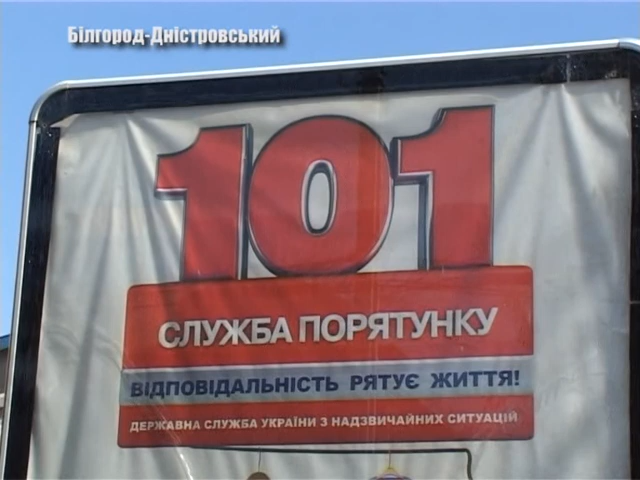 Білгород-Дністровський
101
СЛУЖБА ПОРЯТУНКУ
ВІДПОВІДАЛЬНІСТЬ РЯТУЄ ЖИТТЯ!
ДЕРЖАВНА СЛУЖБА УКРАЇНИ З НАДЗВИЧАЙНИХ СИТУАЦІЙ